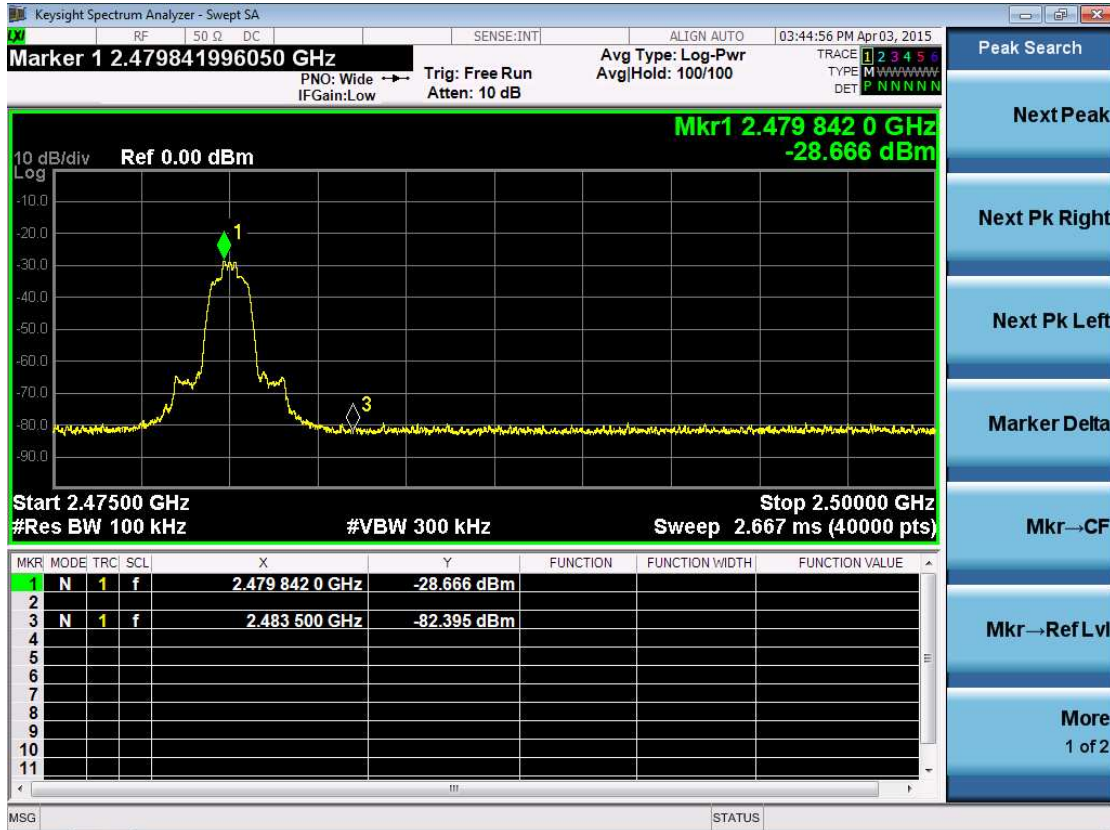 Keysight Spectrum Analyzer - Swept SA
LXI RF 50 Ω DC SENSE:INT ALIGN AUTO 03:44:56 PM Apr 03, 2015
Marker 1 2.479841996050 GHz
PNO: Wide
IFGain:Low
Trig: Free Run
Atten: 10 dB
Avg Type: Log-Pwr
Avg|Hold: 100/100
TRACE 1 2 3 4 5 6
TYPE M WWWWW
DET P N N N N N
Mkr1 2.479 842 0 GHz
-28.666 dBm
10 dB/div Ref 0.00 dBm
Log
-10.0
-20.0
-30.0
-40.0
-50.0
-60.0
-70.0
-80.0
-90.0
1
3
Start 2.47500 GHz Stop 2.50000 GHz
#Res BW 100 kHz #VBW 300 kHz Sweep 2.667 ms (40000 pts)
MKR MODE TRC SCL X Y FUNCTION FUNCTION WIDTH FUNCTION VALUE
1 N 1 f 2.479 842 0 GHz -28.666 dBm
2
3 N 1 f 2.483 500 GHz -82.395 dBm
4
5
6
7
8
9
10
11
MSG STATUS
Peak Search
Next Peak
Next Pk Right
Next Pk Left
Marker Delta
Mkr→CF
Mkr→Ref Lvl
More
1 of 2